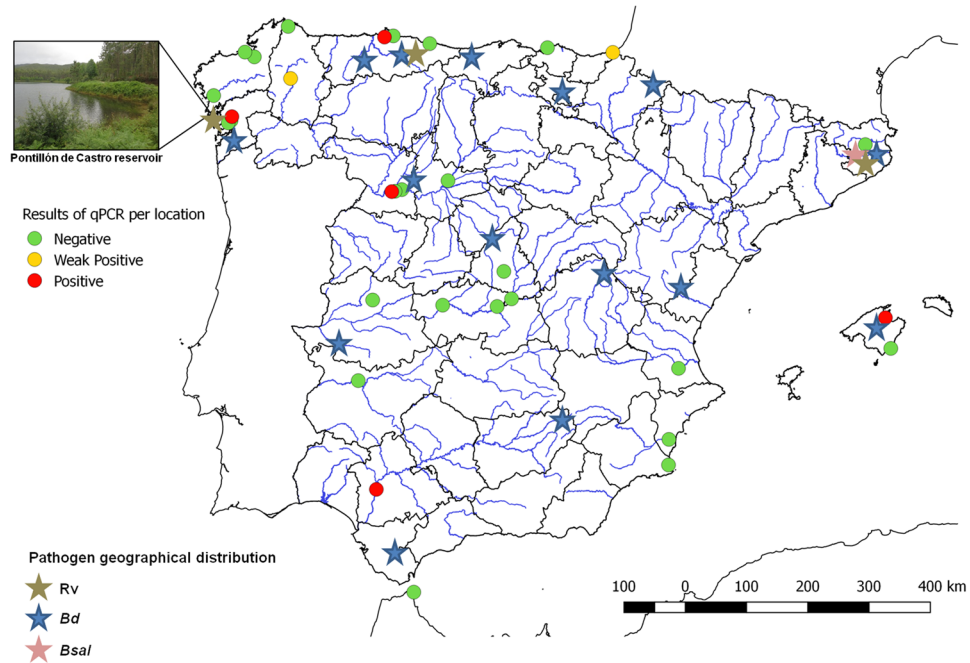 Pontillón de Castro reservoir
Results of qPCR per location
Negative
Weak Positive
Positive
Pathogen geographical distribution
Rv
Bd
Bsal
100 0 100 200 300 400 km